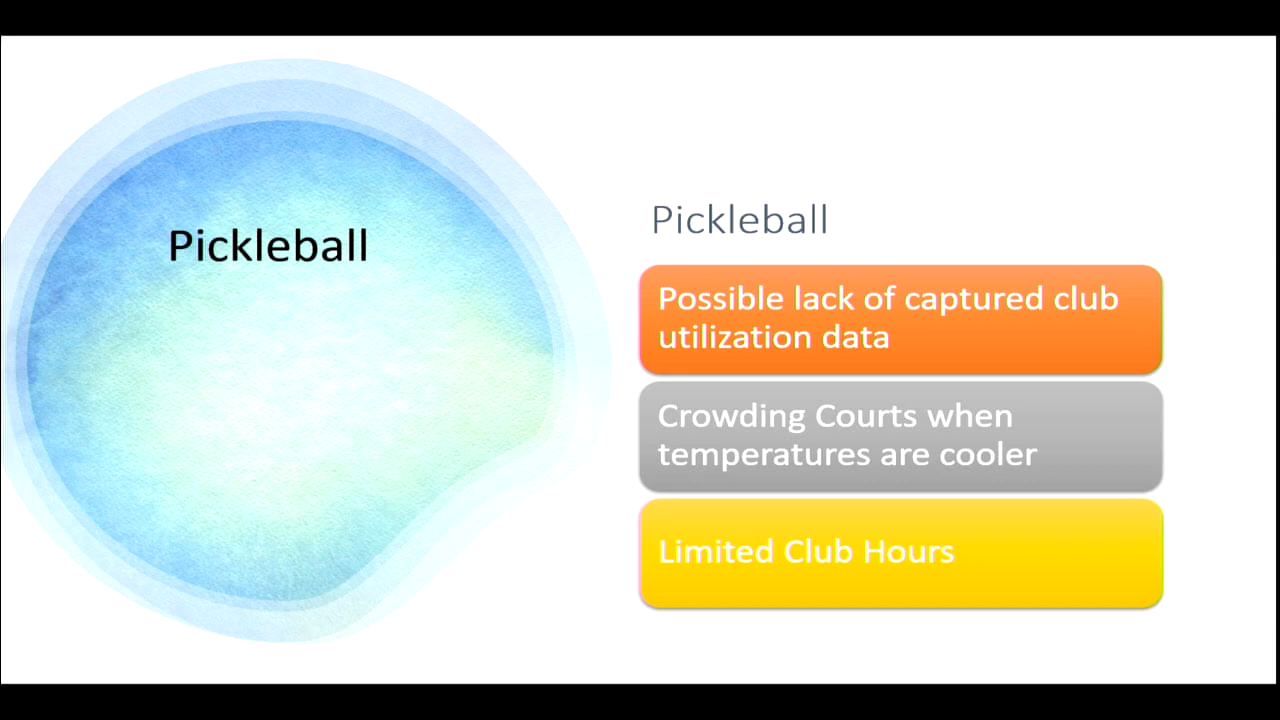 Pickleball
Pickleball
Possible lack of captured club
utilization data
Crowding Courts when
temperatures are cooler
Limited Club Hours